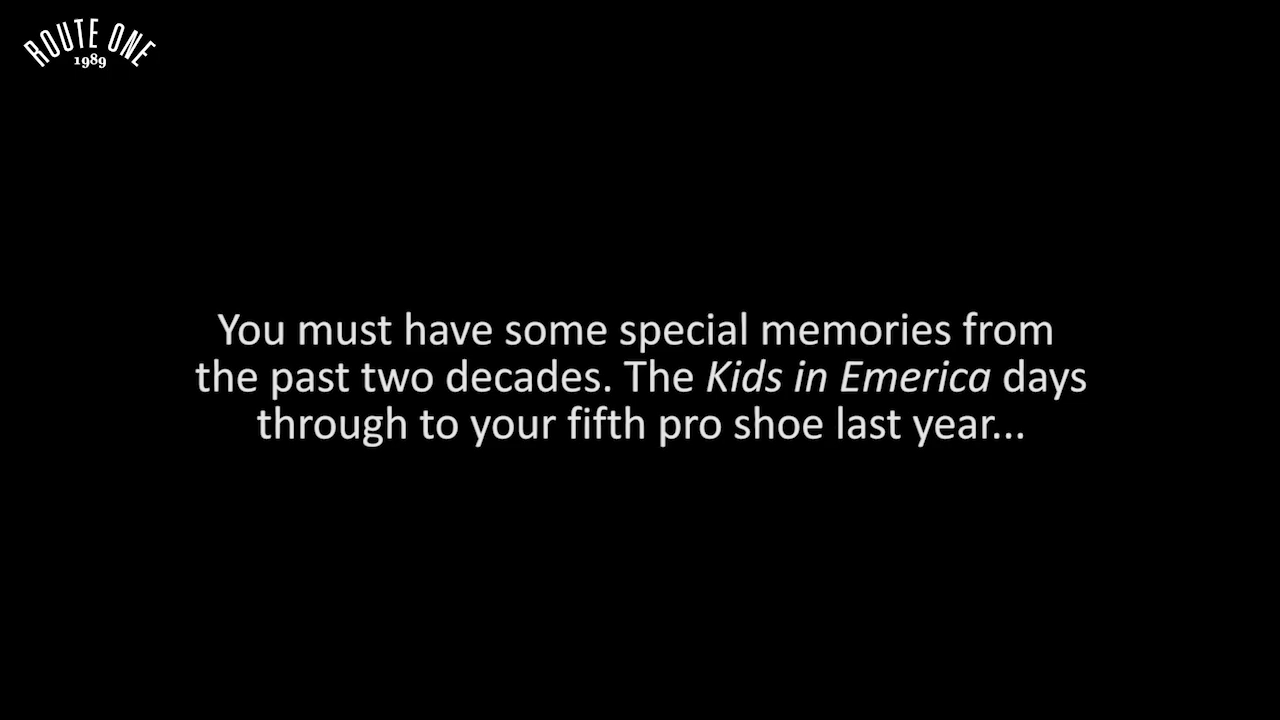 ROUTE ONE
1989
You must have some special memories from
the past two decades. The Kids in Emerica days
through to your fifth pro shoe last year...